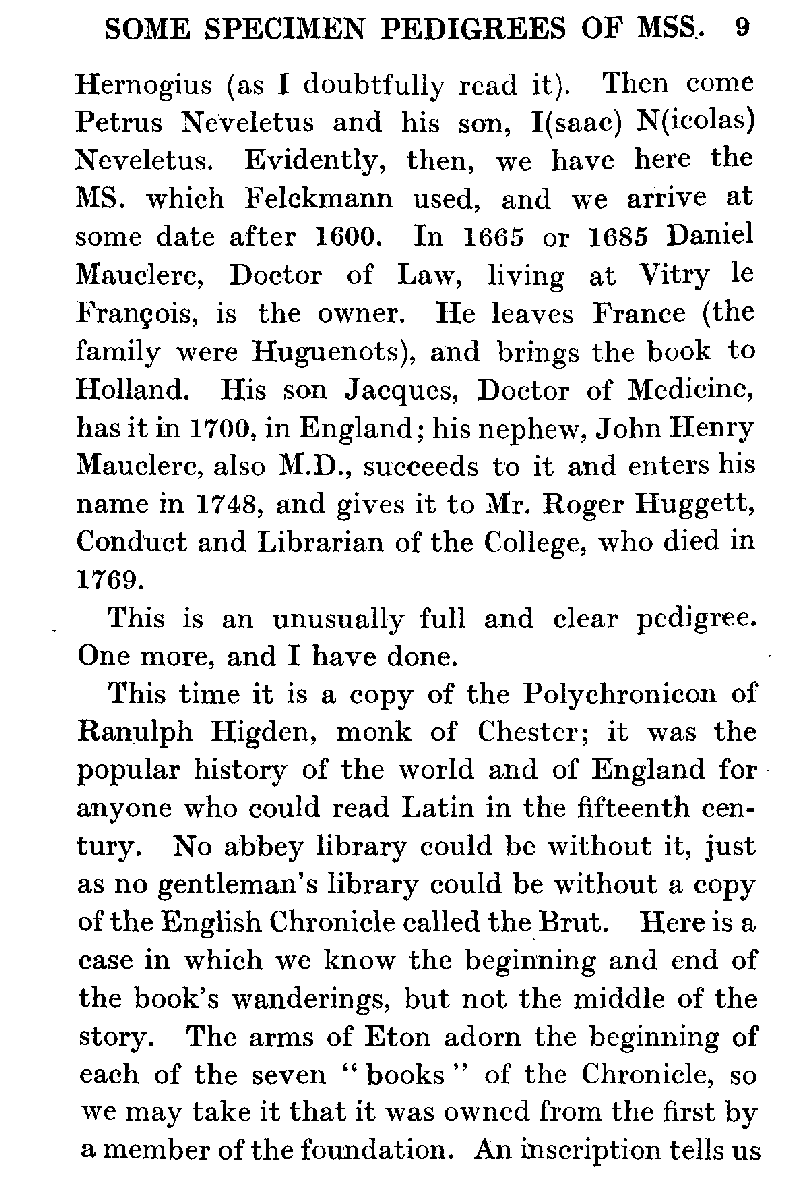 SOME SPECIMEN PEDIGREES OF MSS. 9
Hernogius (as I doubtfully read it). Then come
Petrus Neveletus and his son, I(saac) N(icolas)
Neveletus. Evidently, then, we have here the
MS. which Felckmann used, and we arrive at
some date after 1600. In 1665 or 1685 Daniel
Mauclerc, Doctor of Law, living at Vitry le
François, is the owner. He leaves France (the
family were Huguenots), and brings the book to
Holland. His son Jacques, Doctor of Medicine,
has it in 1700, in England; his nephew, John Henry
Mauclerc, also M.D., succeeds to it and enters his
name in 1748, and gives it to Mr. Roger Huggett,
Conduct and Librarian of the College, who died in
1769.
This is an unusually full and clear pedigree.
One more, and I have done.
This time it is a copy of the Polychronicon of
Ranulph Higden, monk of Chester; it was the
popular history of the world and of England for
anyone who could read Latin in the fifteenth cen-
tury. No abbey library could be without it, just
as no gentleman's library could be without a copy
of the English Chronicle called the Brut. Here is a
case in which we know the beginning and end of
the book's wanderings, but not the middle of the
story. The arms of Eton adorn the beginning of
each of the seven "books" of the Chronicle, so
we may take it that it was owned from the first by
a member of the foundation. An inscription tells us